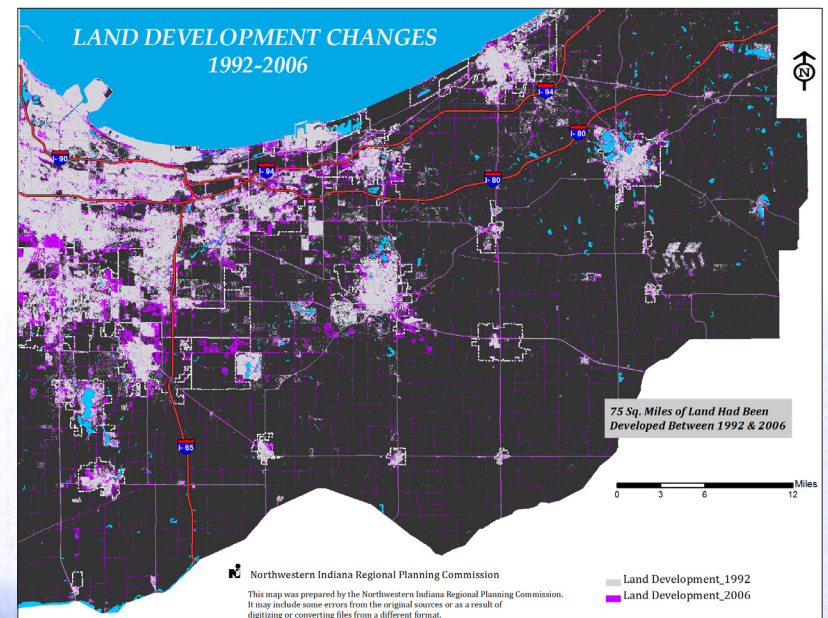 LAND DEVELOPMENT CHANGES
1992-2006
N
I- 94
I- 90
I- 80
I- 94
I- 80
75 Sq. Miles of Land Had Been
Developed Between 1992 & 2006
I- 65
Miles
0 3 6 12
Northwestern Indiana Regional Planning Commission
Land Development_1992
Land Development_2006
This map was prepared by the Northwestern Indiana Regional Planning Commission.
It may include some errors from the original sources or as a result of
digitizing or converting files from a different format.